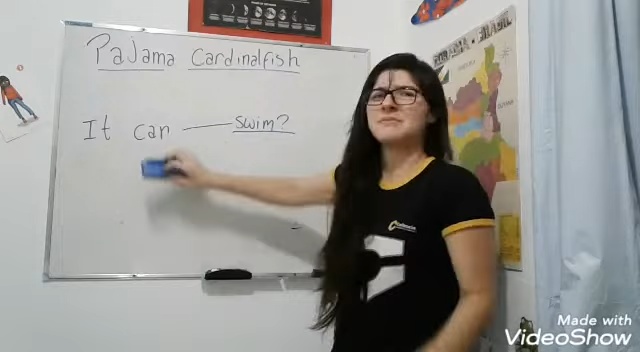 Pajama Cardinalfish
It can —— swim?
Made with
VideoShow